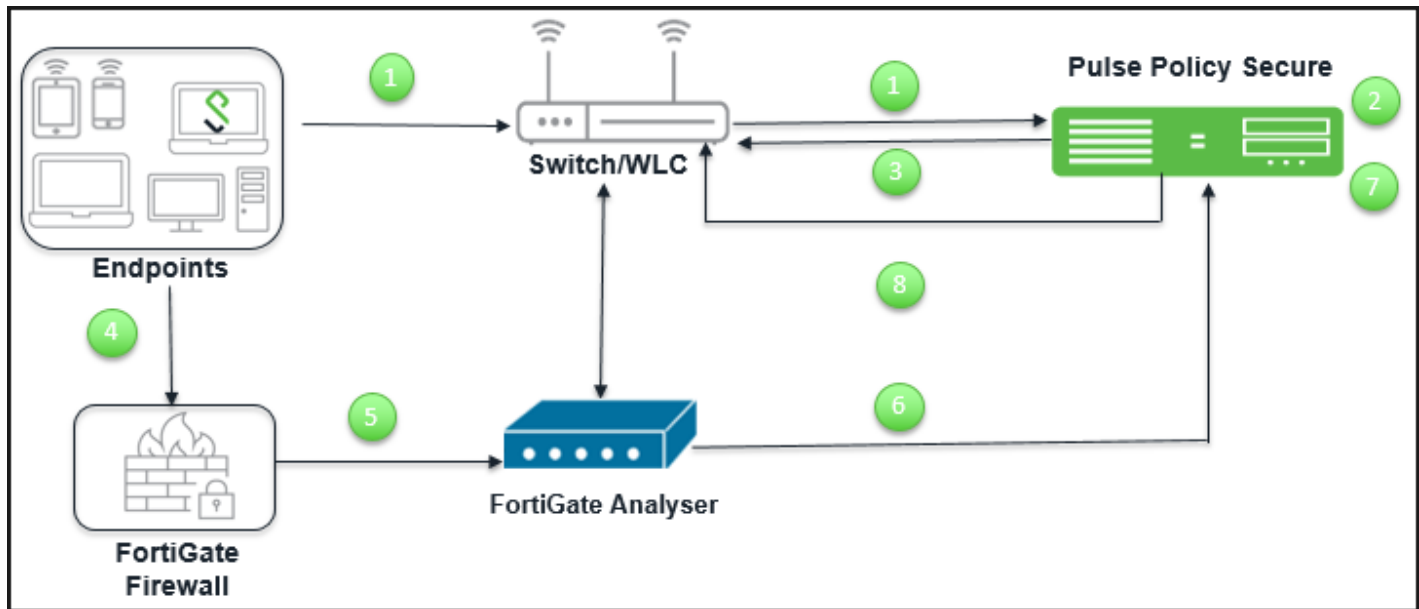 Pulse Policy Secure
1
1
2
Switch/WLC
3
7
Endpoints
8
4
5
6
FortiGate Analyser
FortiGate
Firewall